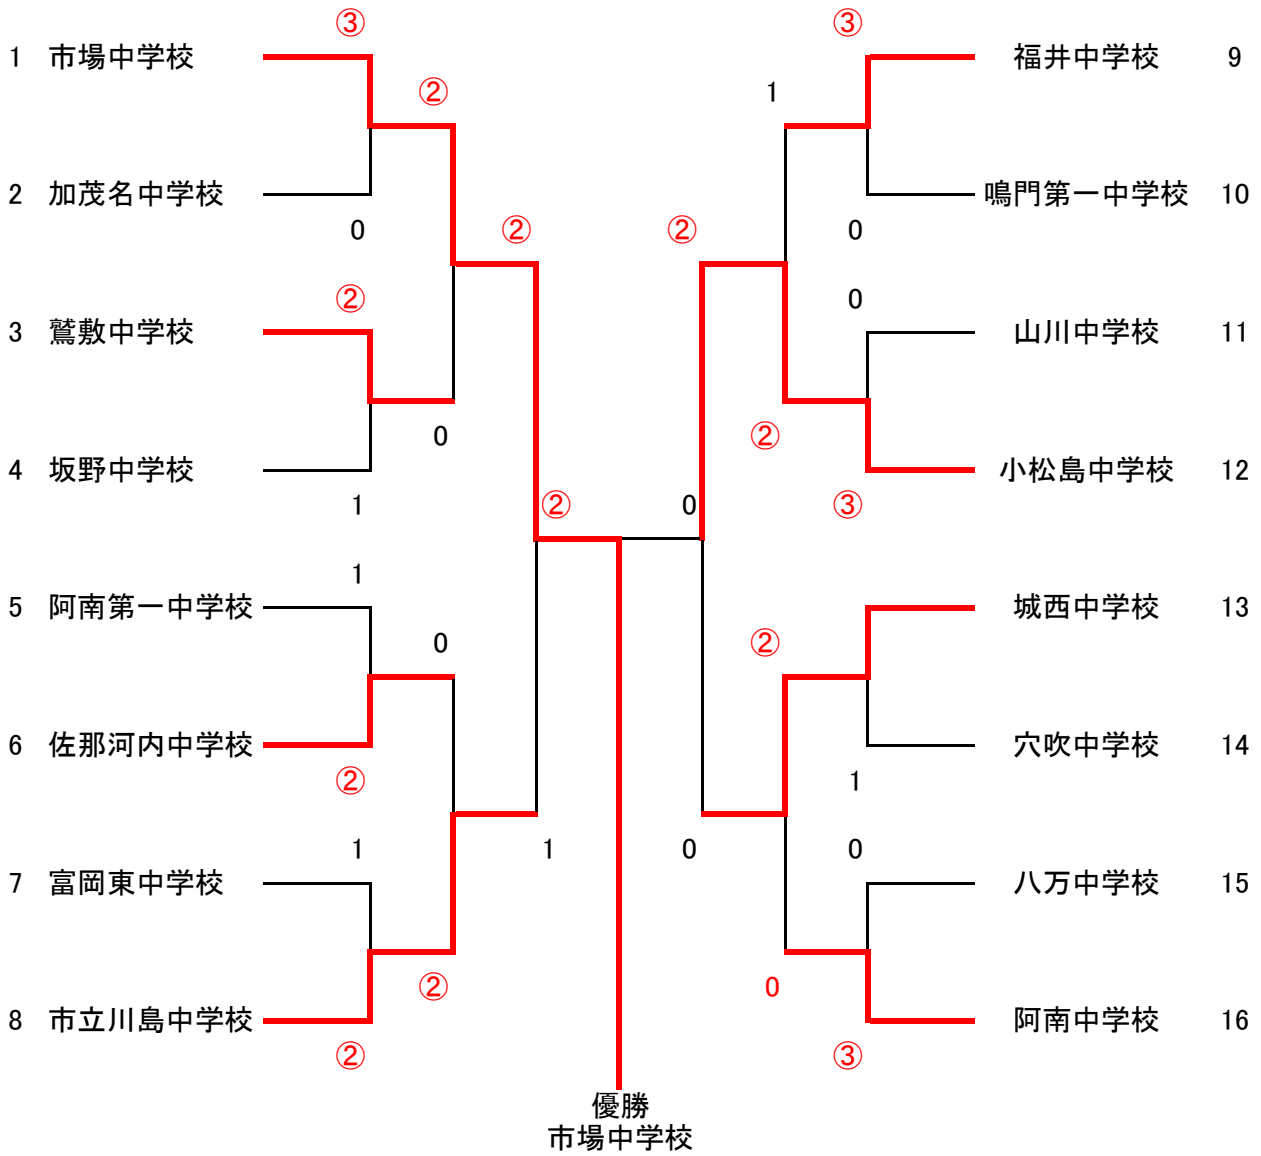 ③ ③
1 市場中学校 福井中学校 9
② 1
2 加茂名中学校 鳴門第一中学校 10
0 ② ② 0
② 0
3 鷲敷中学校 山川中学校 11
0 ②
4 坂野中学校 小松島中学校 12
1 ② 0 ③
1
5 阿南第一中学校 城西中学校 13
0 ②
6 佐那河内中学校 穴吹中学校 14
② 1
1 1 0 0
7 富岡東中学校 八万中学校 15
② 0
8 市立川島中学校 阿南中学校 16
② ③
優勝
市場中学校